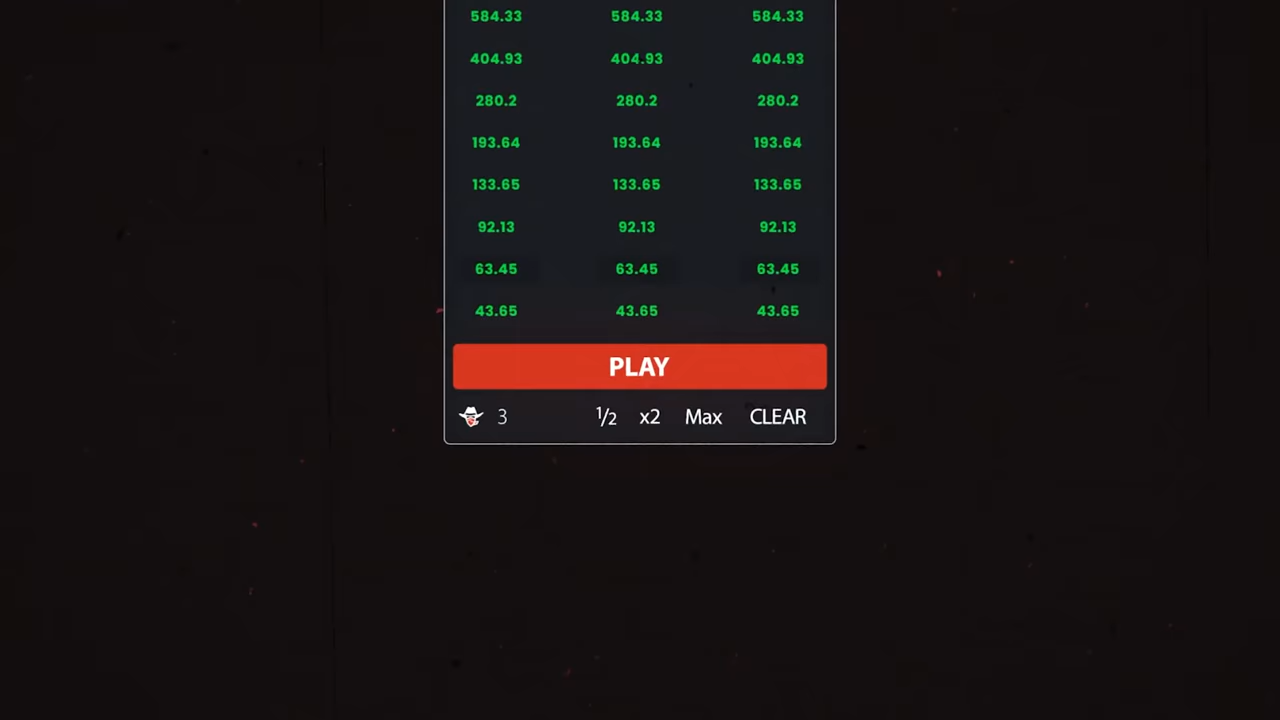 584.33 584.33 584.33
404.93 404.93 404.93
280.2 280.2 280.2
193.64 193.64 193.64
133.65 133.65 133.65
92.13 92.13 92.13
63.45 63.45 63.45
43.65 43.65 43.65
PLAY
3 1/2 x2 Max CLEAR